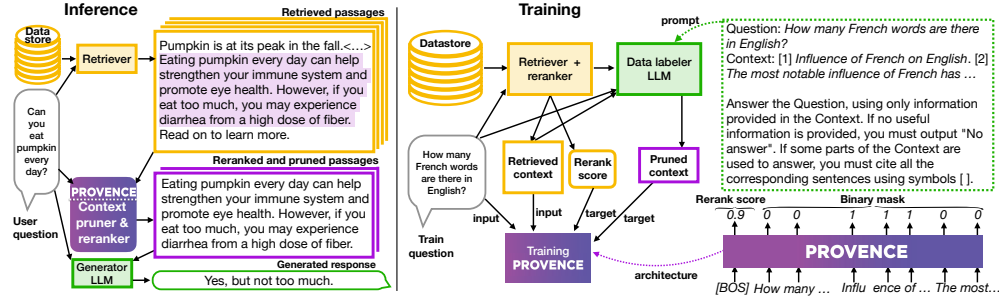 Inference
Retrieved passages
Data
store
Retriever
Pumpkin is at its peak in the fall.<...>
Eating pumpkin every day can help
strengthen your immune system and
promote eye health. However, if you
eat too much, you may experience
diarrhea from a high dose of fiber.
Read on to learn more.
Can
you
eat
pumpkin
every
day?
User
question
Reranked and pruned passages
PROVENCE
Context
pruner &
reranker
Eating pumpkin every day can help
strengthen your immune system and
promote eye health. However, if you
eat too much, you may experience
diarrhea from a high dose of fiber.
Generated response
Generator
LLM
Yes, but not too much.
Training
Datastore
Retriever +
reranker
Data labeler
LLM
prompt
How many
French words
are there in
English?
Train
question
Retrieved
context
Rerank
score
Pruned
context
input
input
target
target
Training
PROVENCE
architecture
Question: How many French words are there
in English?
Context: [1] Influence of French on English. [2]
The most notable influence of French has ...
Answer the Question, using only information
provided in the Context. If no useful
information is provided, you must output "No
answer". If some parts of the Context are
used to answer, you must cite all the
corresponding sentences using symbols [ ].
Rerank score
Binary mask
0.9 0 0 1 1 1 0 0
PROVENCE
[BOS] How many ... Influ ence of ... The most...